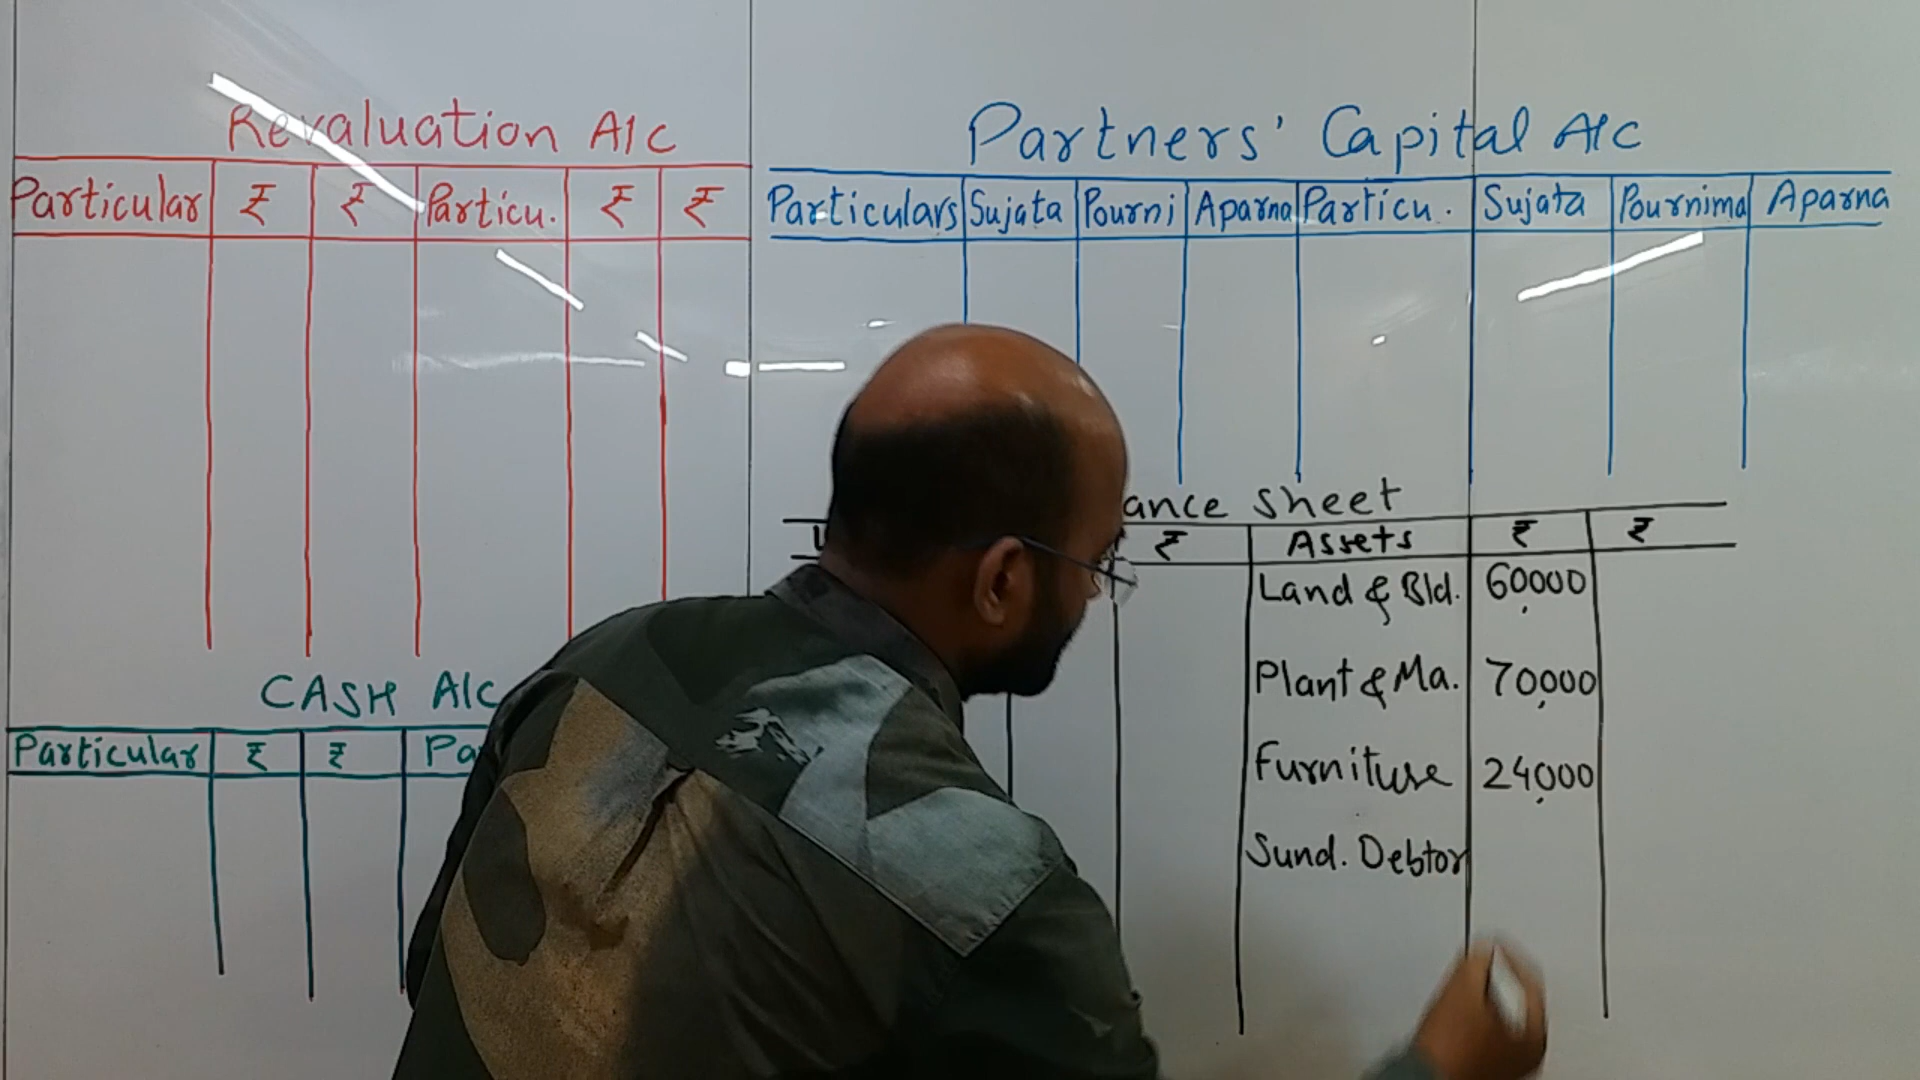 Revaluation A/c
Particular ₹ ₹ Particu. ₹ ₹
Partners' Capital A/c
Particulars Sujata Pourni Aparna Particu. Sujata Pournima Aparna
ance Sheet
₹ Assets ₹ ₹
Land & Bld. 60,000
Plant & Ma. 70,000
Furniture 24,000
Sund. Debtor
CASH A/c
Particular ₹ ₹ Pa